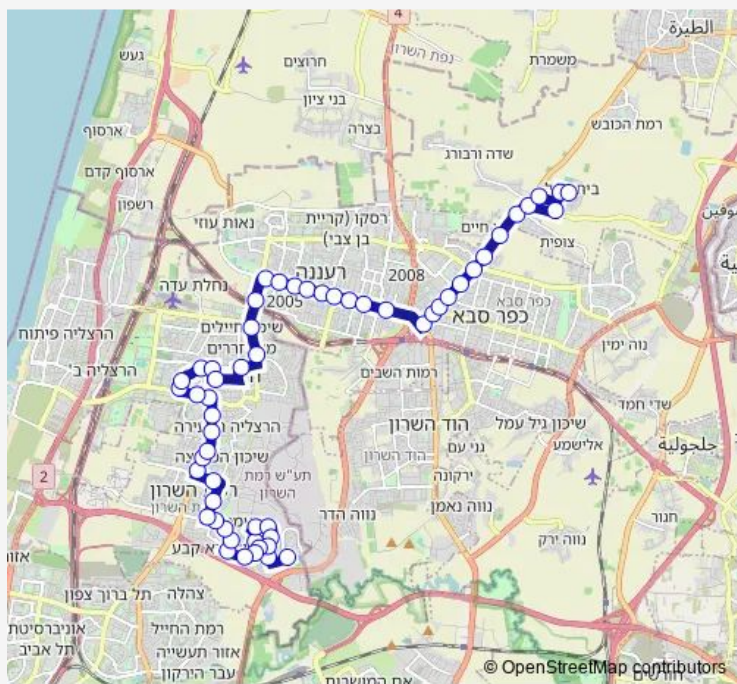 4
הטירה
געש
חרוצים
נפת השרון
משמרת
בני ציון
ארסוף
בצרה
רמת הכובש
שדה ורבורג
ארסוף קדם
רשפון
רסקו (קריית
בן צבי)
נאות עוזי
חיים
צופית
רעננה
2008
נחלת עדה
2005
כפר סבא
כפר סבא
הרצליה פיתוח
נוה ימין
הרצליה ב'
רמות השבים
שדי חמד
שיכון גיל עמל
הוד השרון
ג'לג'וליה
אלישמע
גני עם
הוד השרון
תע"ש רמת
השרון
ירקונה
2
נווה נאמן
חגור
נווה הדר
נווה ירק
צהלה
תל ברוך צפון
רמת החייל
אוניברסיטת
תל אביב
אזור תעשייה
עבר הירקון
© OpenStreetMap contributors